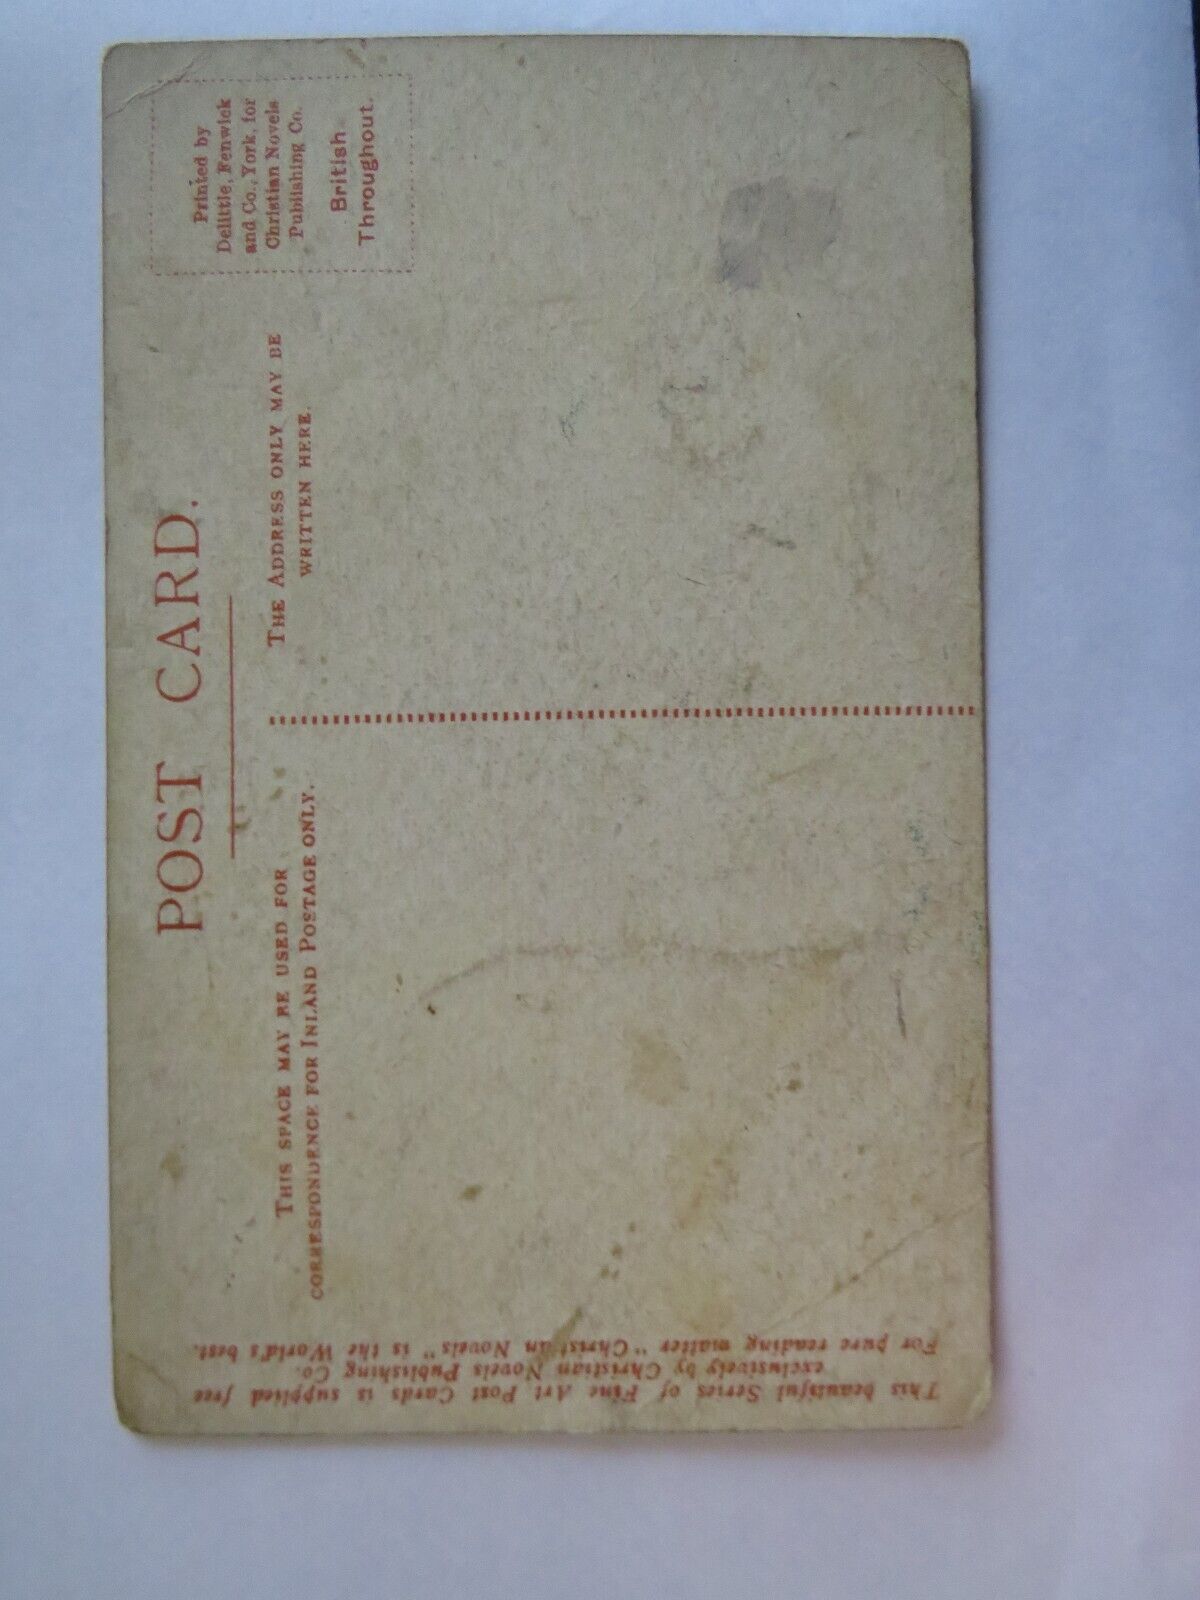 POST CARD.
Printed by
Delittle, Fenwick
and Co., York, for
Christian Novels
Publishing Co.
British
Throughout.
THIS SPACE MAY BE USED FOR
CORRESPONDENCE FOR INLAND POSTAGE ONLY.
THE ADDRESS ONLY MAY BE
WRITTEN HERE.
This beautiful Series of Fine Art Post Cards is supplied free
exclusively by Christian Novels Publishing Co.
For pure reading matter "Christian Novels" is the World's best.